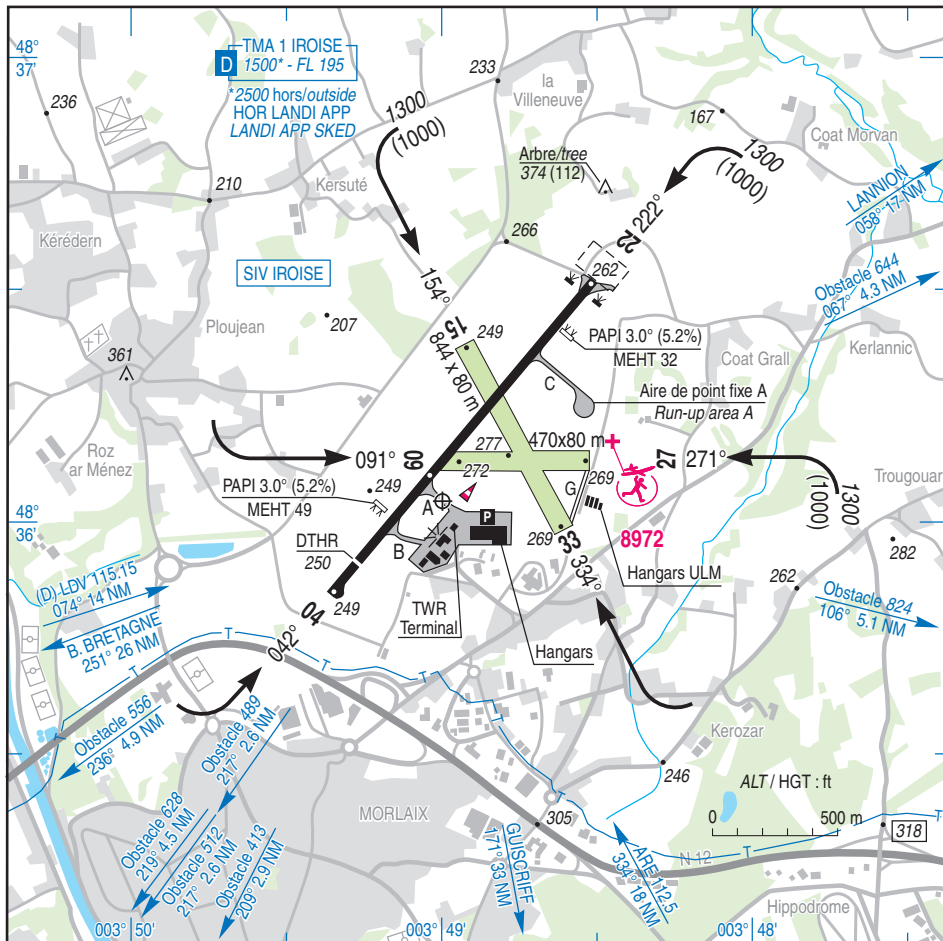 48°
37'
D
TMA 1 IROISE
1500* - FL 195
*2500 hors/outside
HOR LANDI APP
LANDI APP SKED
233
la
Villeneuve
236
1300
(1000)
167
Coat Morvan
1300
(1000)
Arbre/free
374 (112)
210
Kersuté
LANNION
058° 17 NM
Kérédern
266
222°
22
SIV IROISE
262
Obstacle 644
067° 4.3 NM
154°
15
249
207
Ploujean
844 x 80 m
PAPI 3.0° (5.2%)
MEHT 32
Coat Grall
Kerlannic
361
C
Aire de point fixe A
Run-up area A
Roz
ar Ménez
091°
09
277
470x80 m
272
269
27
271°
1300
(1000)
Trougouar
PAPI 3.0° (5.2%)
MEHT 49
249
A
G
48°
36'
P
8972
B
269
33
334°
282
DTHR
250
Hangars ULM
262
(D) LDV 115.15
074° 14 NM
249
04
TWR
Terminal
Hangars
Obstacle 824
106° 5.1 NM
B. BRETAGNE
251° 26 NM
042°
T
T
T
T
T
T
T
T
Obstacle 556
236° 4.9 NM
Obstacle 489
217° 2.6 NM
Kerozar
246
ALT / HGT : ft
0
500 m
MORLAIX
305
318
Obstacle 628
219° 4.5 NM
Obstacle 512
217° 2.6 NM
Obstacle 413
209° 2.9 NM
GUISCRIFF
171° 33 NM
ARE 112.5
334° 18 NM
N 12
Hippodrome
003° 50'
003° 49'
003° 48'